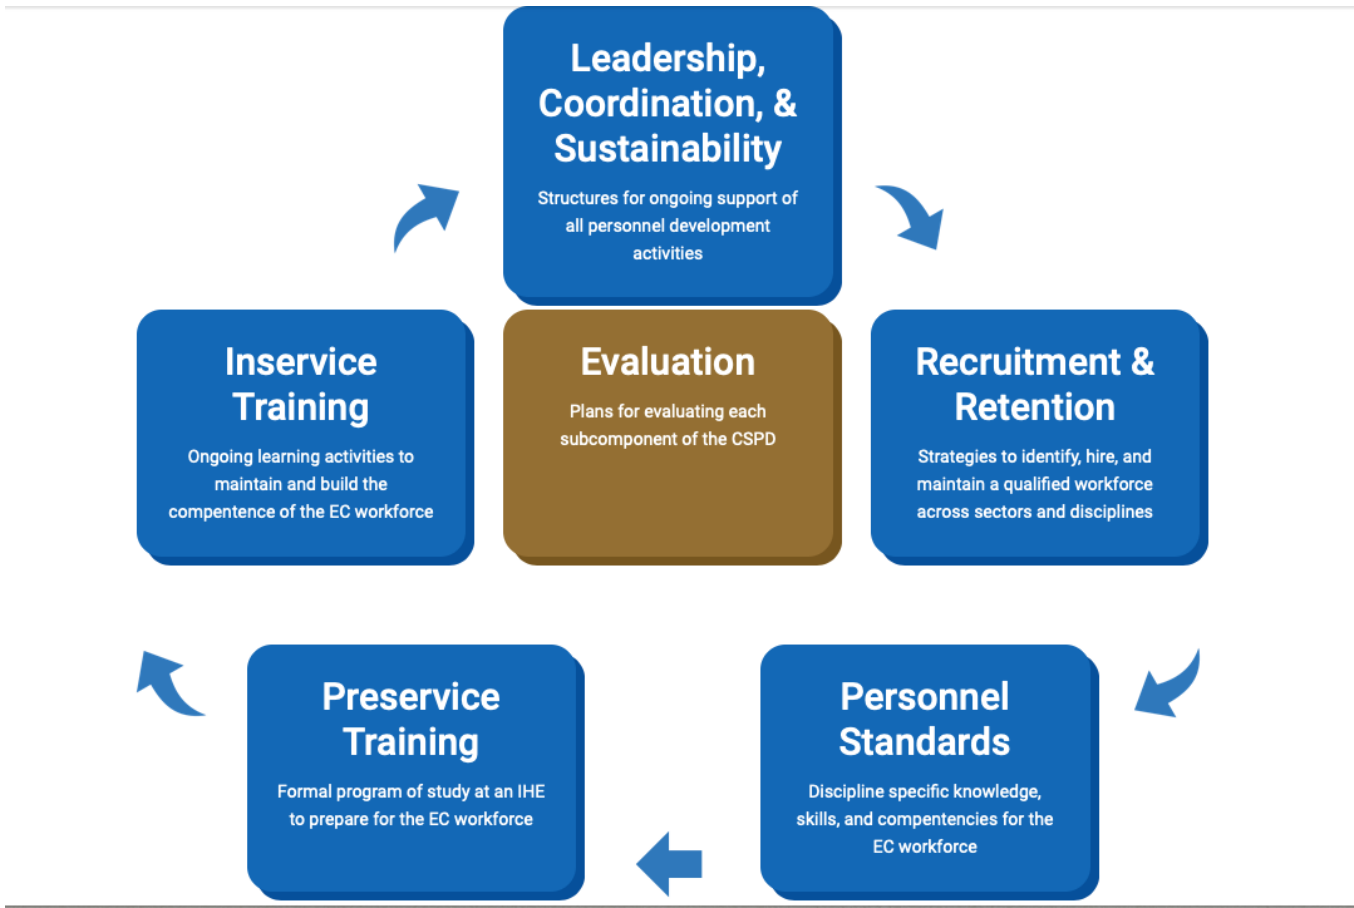 Leadership,
Coordination, &
Sustainability
Structures for ongoing support of
all personnel development
activities
Inservice
Training
Ongoing learning activities to
maintain and build the
compentence of the EC workforce
Evaluation
Plans for evaluating each
subcomponent of the CSPD
Recruitment &
Retention
Strategies to identify, hire, and
maintain a qualified workforce
across sectors and disciplines
Preservice
Training
Formal program of study at an IHE
to prepare for the EC workforce
Personnel
Standards
Discipline specific knowledge,
skills, and compentencies for the
EC workforce